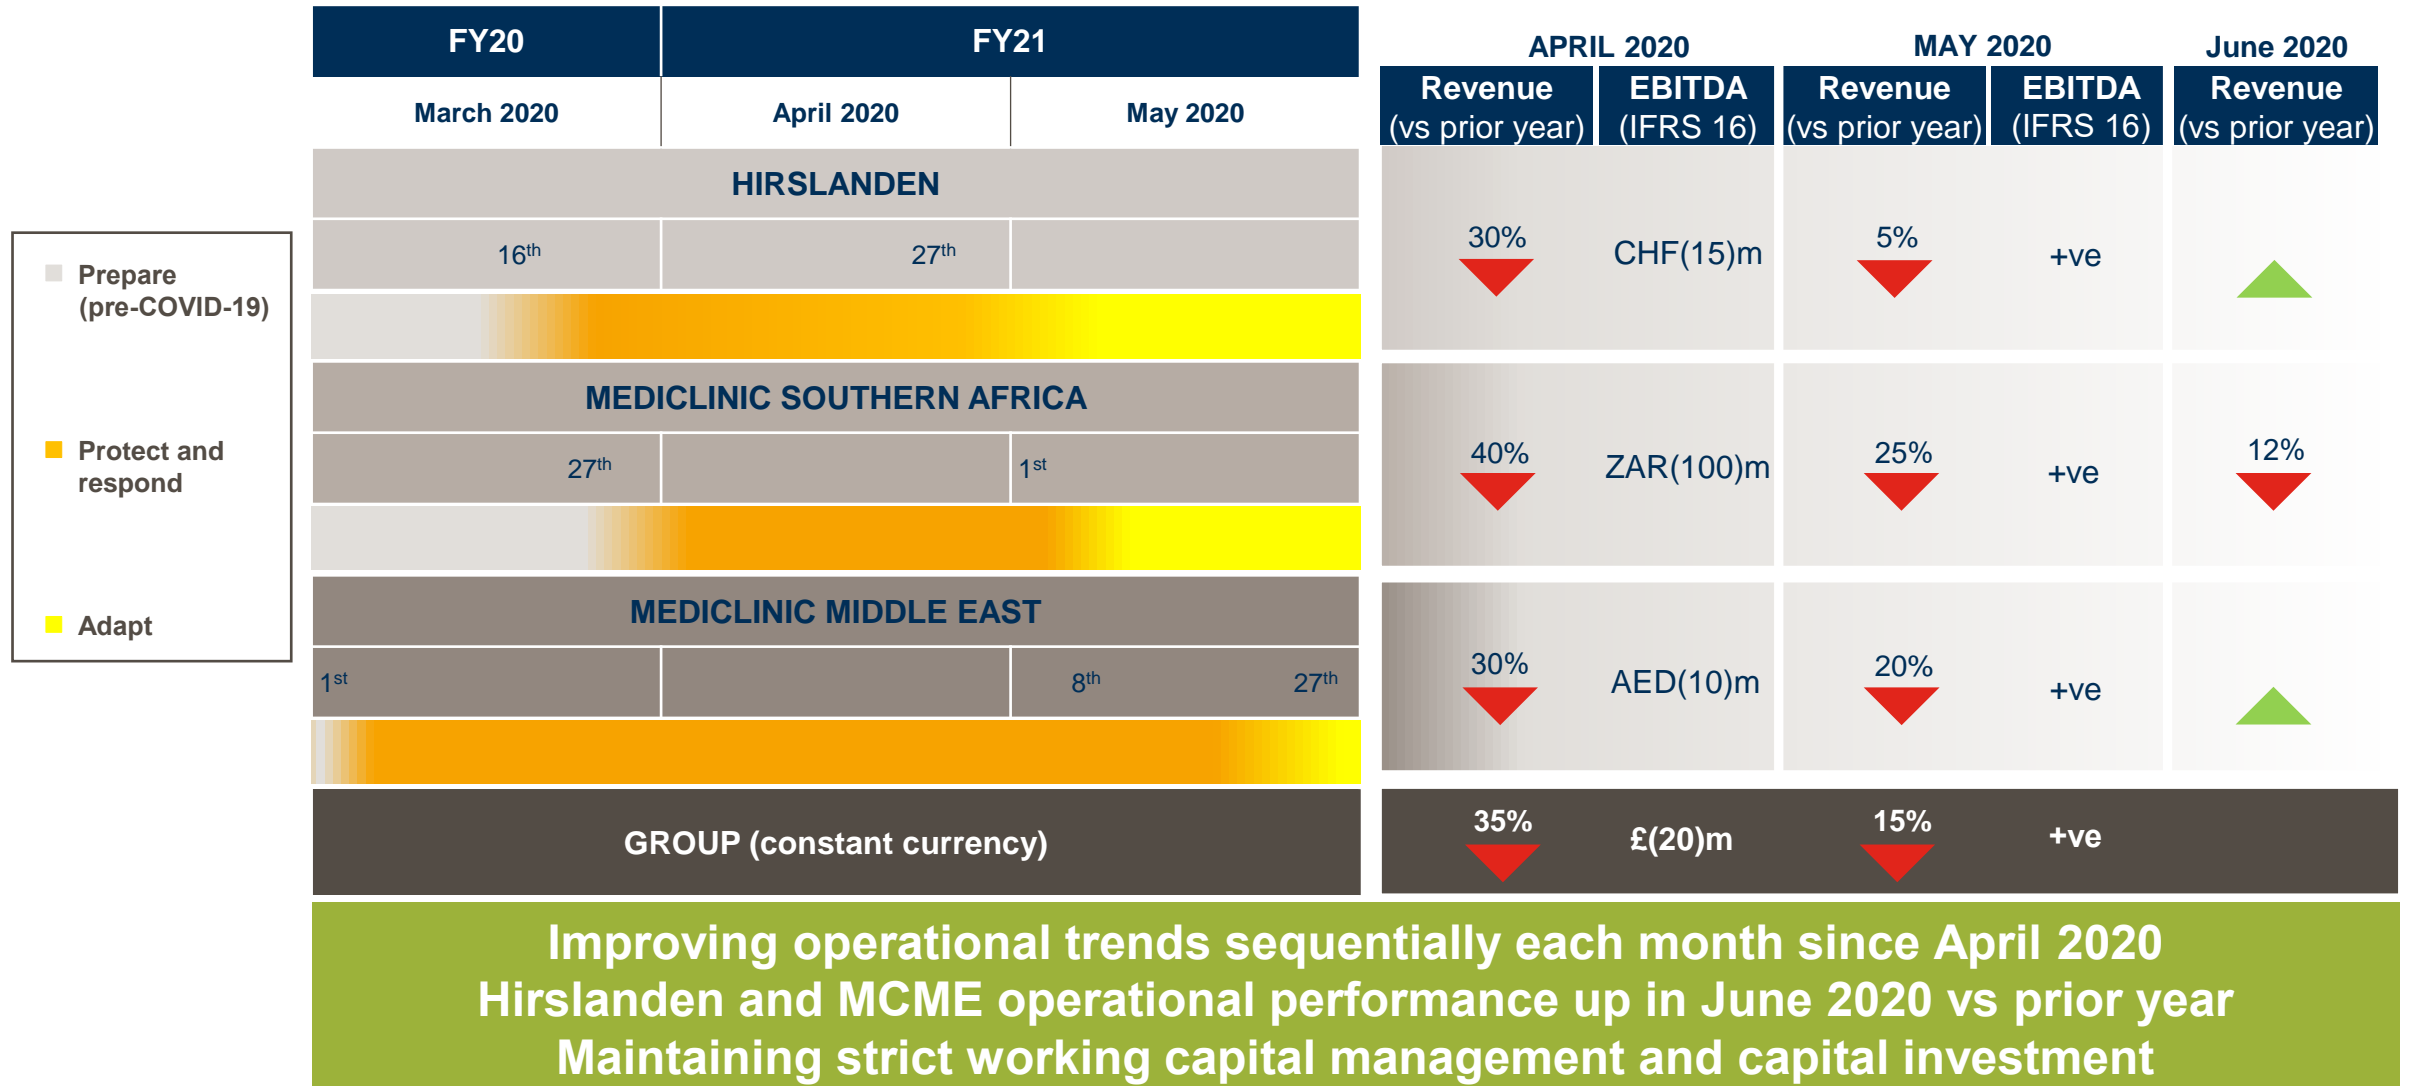 FY20
FY21
March 2020
April 2020
May 2020
APRIL 2020
MAY 2020
June 2020
Revenue
(vs prior year)
EBITDA
(IFRS 16)
Revenue
(vs prior year)
EBITDA
(IFRS 16)
Revenue
(vs prior year)
Prepare
(pre-COVID-19)
Protect and
respond
Adapt
HIRSLANDEN
16th
27th
30%
CHF(15)m
5%
+ve
MEDICLINIC SOUTHERN AFRICA
27th
1st
40%
ZAR(100)m
25%
+ve
12%
MEDICLINIC MIDDLE EAST
1st
8th
27th
30%
AED(10)m
20%
+ve
GROUP (constant currency)
35%
£(20)m
15%
+ve
Improving operational trends sequentially each month since April 2020
Hirslanden and MCME operational performance up in June 2020 vs prior year
Maintaining strict working capital management and capital investment